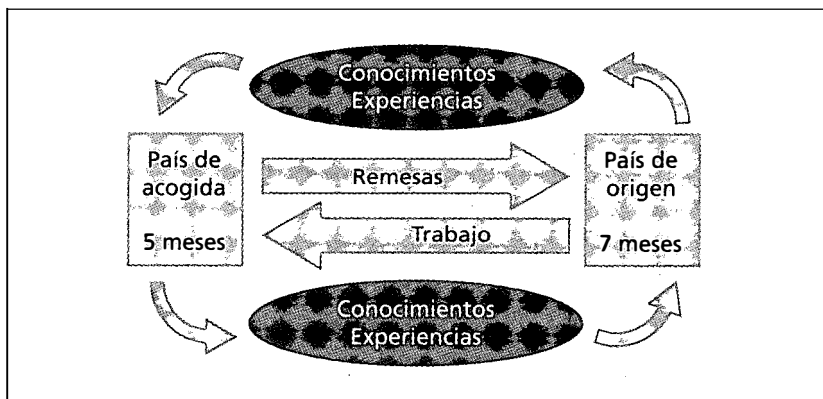 Conocimientos
Experiencias
País de
acogida
5 meses
Remesas
Trabajo
País de
origen
7 meses
Conocimientos
Experiencias